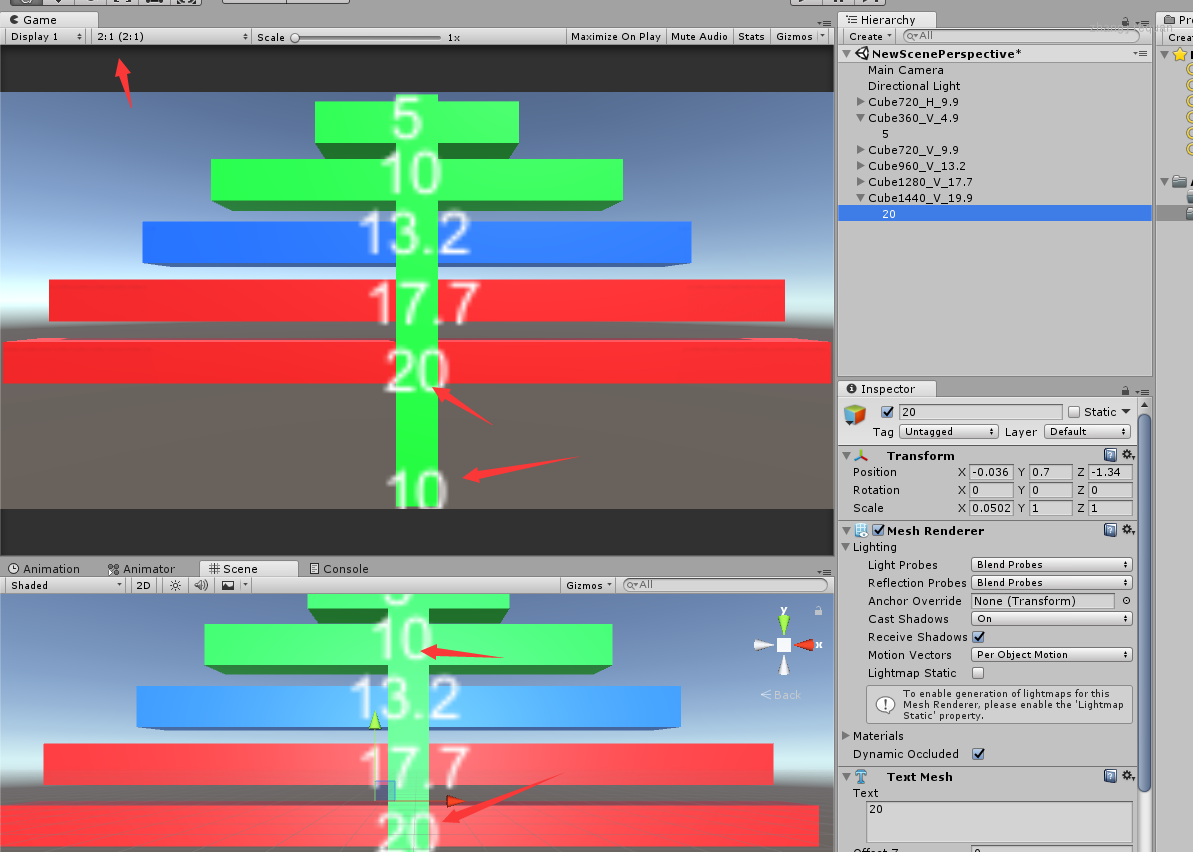 Game
Display 1 2:1 (2:1) Scale 1x Maximize On Play Mute Audio Stats Gizmos
5
10
13.2
17.7
20
10
Animation Animator Scene Console
Shaded 2D Gizmos All
10
13.2
17.7
20
y
x
Back
Hierarchy
Create All
NewScenePerspective*
Main Camera
Directional Light
Cube720_H_9.9
Cube360_V_4.9
5
Cube720_V_9.9
Cube960_V_13.2
Cube1280_V_17.7
Cube1440_V_19.9
20
Inspector
20 Static
Tag Untagged Layer Default
Transform
Position X -0.036 Y 0.7 Z -1.34
Rotation X 0 Y 0 Z 0
Scale X 0.0502 Y 1 Z 1
Mesh Renderer
Lighting
Light Probes Blend Probes
Reflection Probes Blend Probes
Anchor Override None (Transform)
Cast Shadows On
Receive Shadows
Motion Vectors Per Object Motion
Lightmap Static
To enable generation of lightmaps for this
Mesh Renderer, please enable the 'Lightmap
Static' property.
Materials
Dynamic Occluded
Text Mesh
Text
20